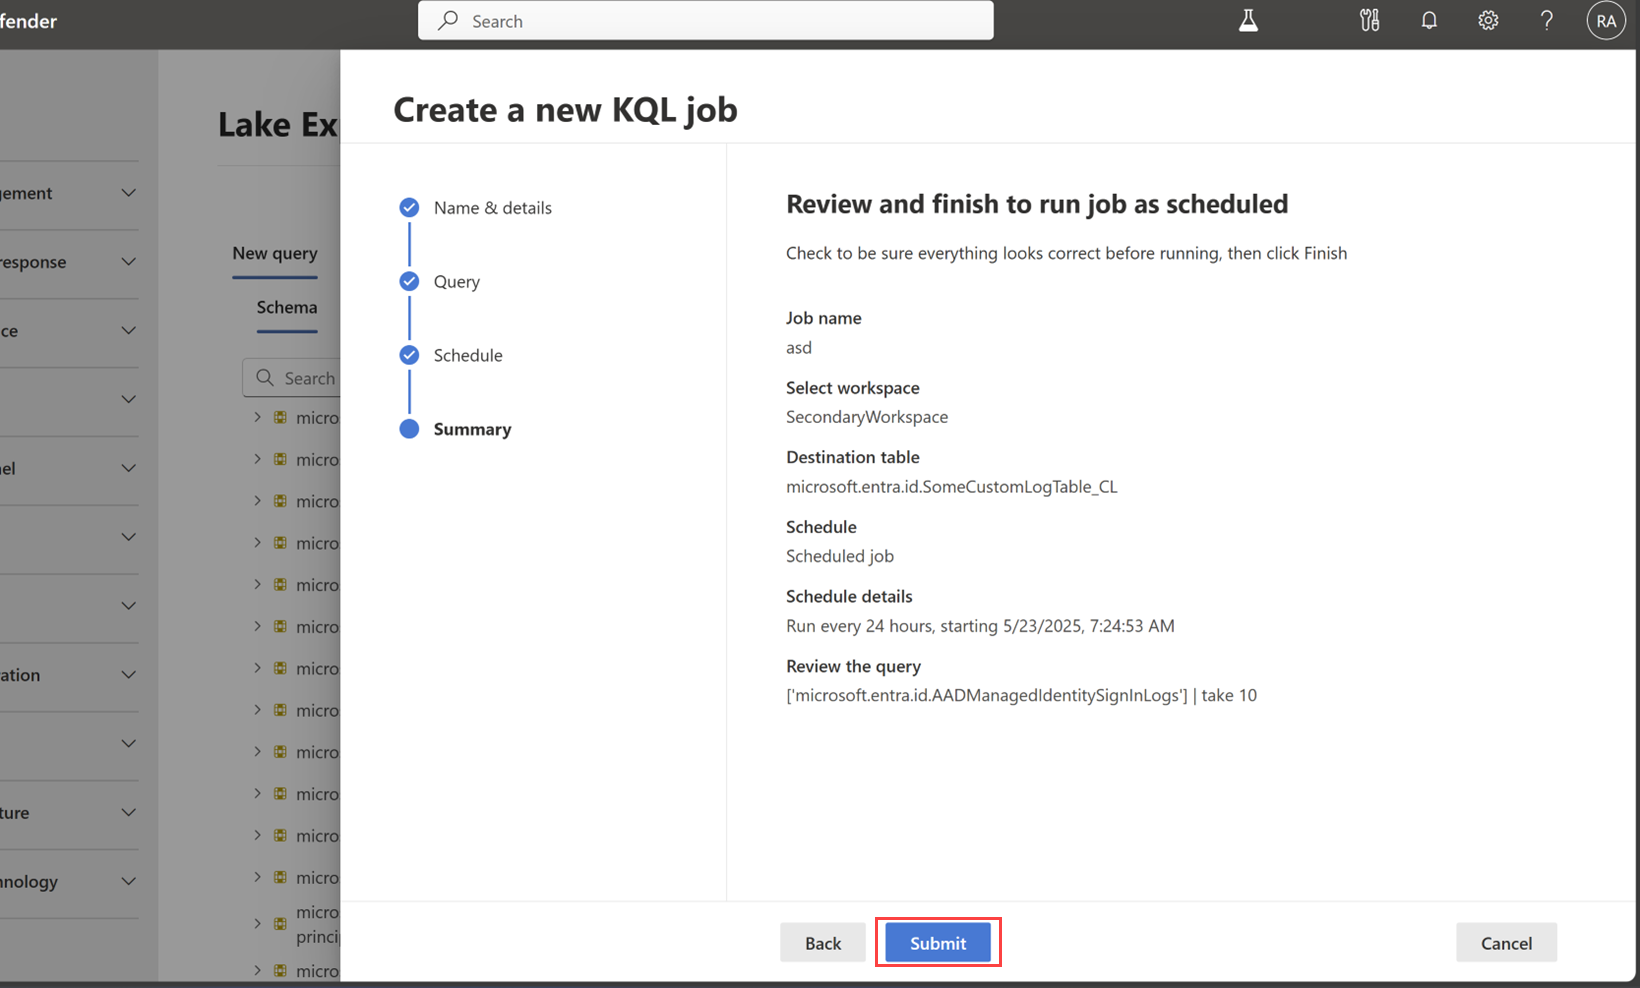 fender
Search
RA
Lake Ex
gement
response
ce
el
ration
ture
hnology
New query
Schema
Search
micro
micro
micro
micro
micro
micro
micro
micro
micro
micro
micro
micro
micro
princi
micro
Create a new KQL job
Name & details
Query
Schedule
Summary
Review and finish to run job as scheduled
Check to be sure everything looks correct before running, then click Finish
Job name
asd
Select workspace
SecondaryWorkspace
Destination table
microsoft.entra.id.SomeCustomLogTable_CL
Schedule
Scheduled job
Schedule details
Run every 24 hours, starting 5/23/2025, 7:24:53 AM
Review the query
['microsoft.entra.id.AADManagedIdentitySignInLogs'] | take 10
Back
Submit
Cancel